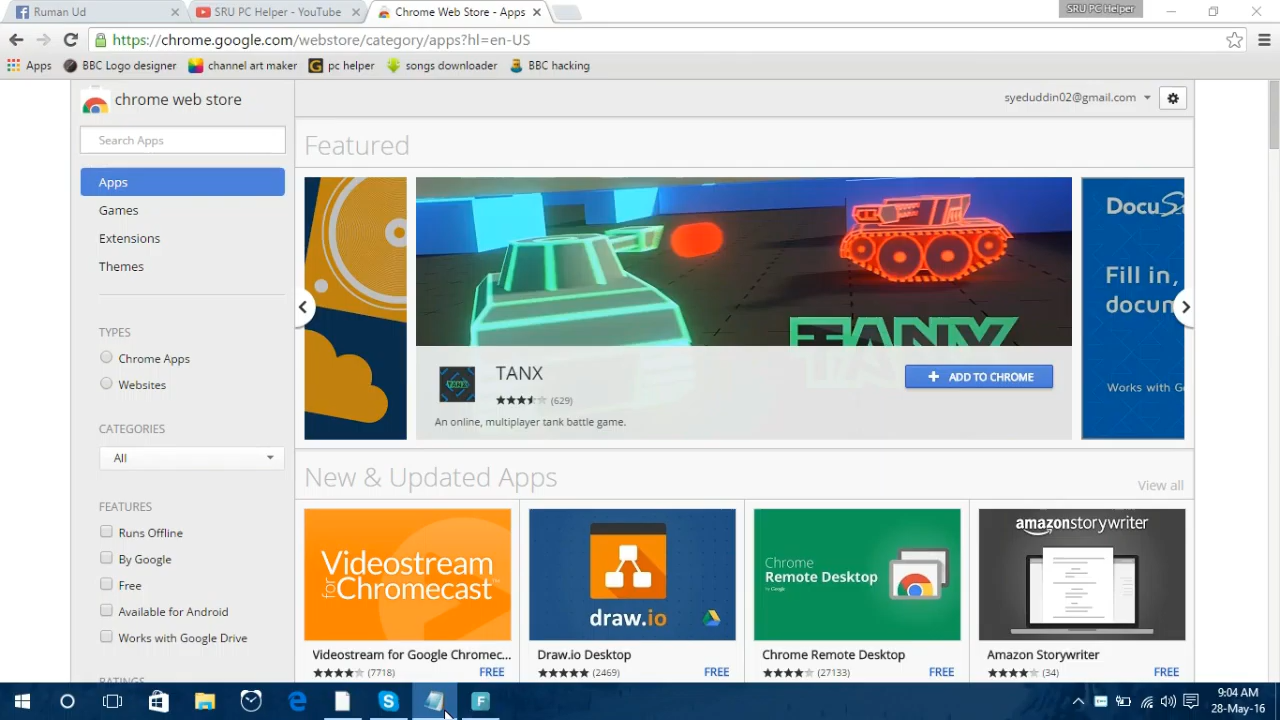 Ruman Ud
SRU PC Helper - YouTube
Chrome Web Store - Apps
SRU PC Helper
https://chrome.google.com/webstore/category/apps?hl=en-US
Apps
BBC Logo designer
channel art maker
pc helper
songs downloader
BBC hacking
chrome web store
syeduddin02@gmail.com
Search Apps
Featured
Apps
Games
Extensions
Themes
TYPES
Chrome Apps
Websites
CATEGORIES
All
FEATURES
Runs Offline
By Google
Free
Available for Android
Works with Google Drive
RATINGS
TANX
TANX
(629)
ADD TO CHROME
An online, multiplayer tank battle game.
Fill in,
Works with
New & Updated Apps
View all
Videostream
for Chromecast
Videostream for Google Chromec...
(7718)
FREE
draw.io
Draw.io Desktop
(2469)
FREE
Chrome
Remote Desktop
by Google
Chrome Remote Desktop
(27133)
FREE
amazonstorywriter
Amazon Storywriter
(34)
FREE
9:04 AM
28-May-16